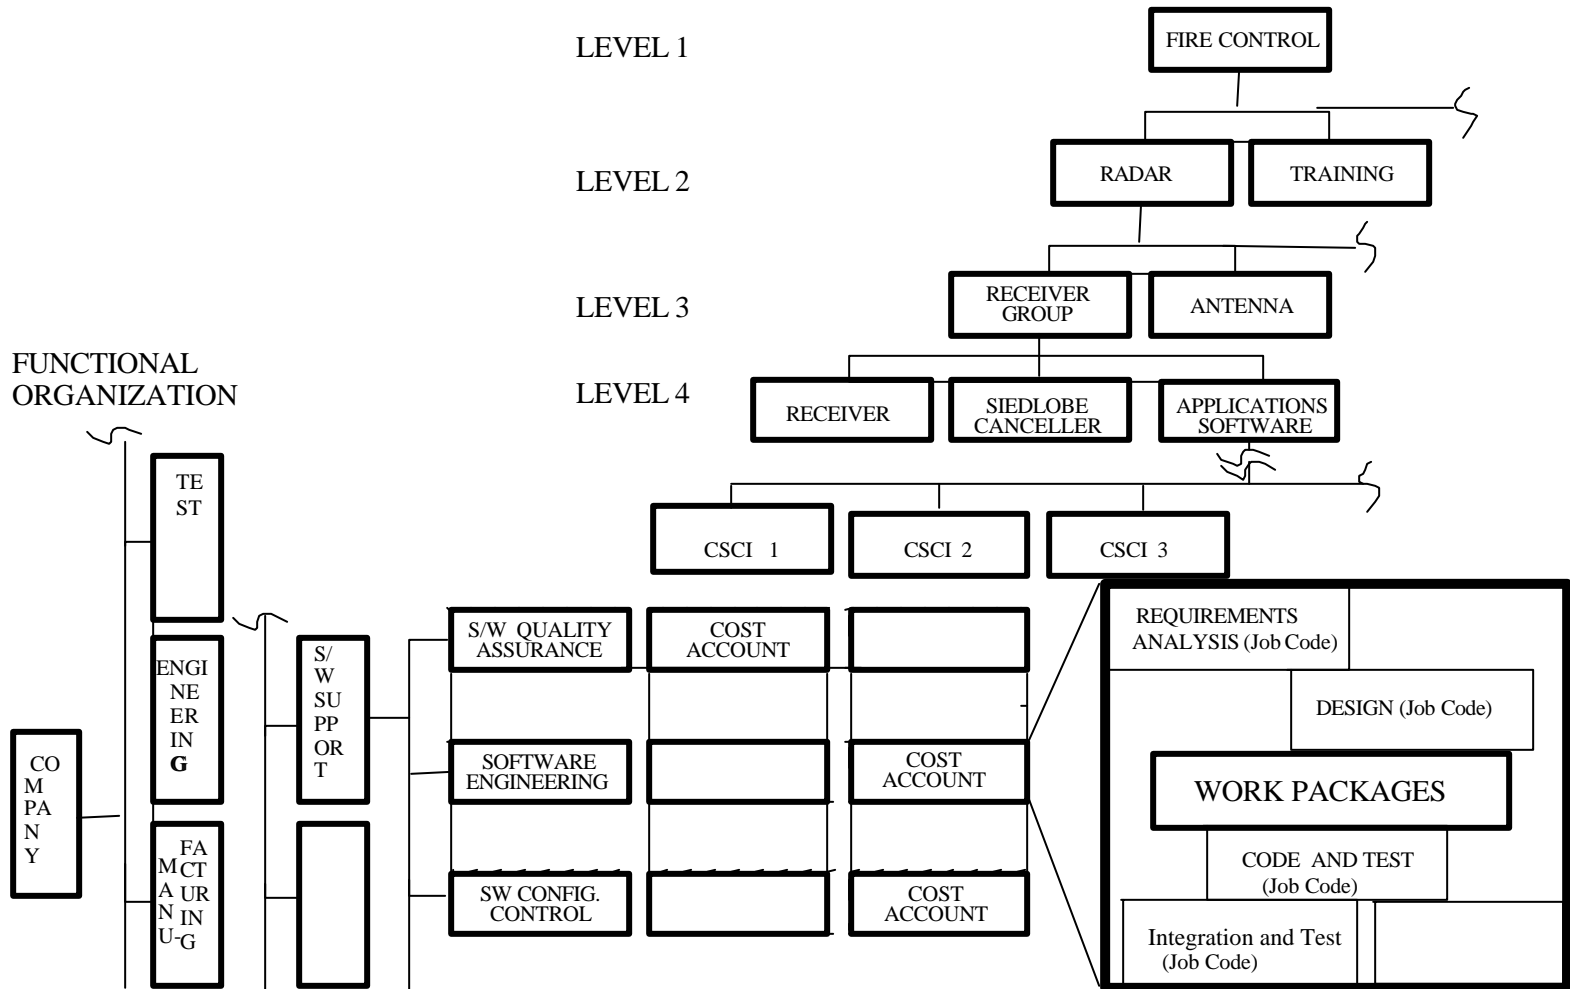 LEVEL 1
FIRE CONTROL
LEVEL 2
RADAR
TRAINING
LEVEL 3
RECEIVER
GROUP
ANTENNA
FUNCTIONAL
ORGANIZATION
LEVEL 4
RECEIVER
SIEDLOBE
CANCELLER
APPLICATIONS
SOFTWARE
TE
ST
CSCI 1
CSCI 2
CSCI 3
ENGI
NE
ER
IN
G
S/
W SU
PP
OR
T
S/W QUALITY
ASSURANCE
COST
ACCOUNT
REQUIREMENTS
ANALYSIS (Job Code)
DESIGN (Job Code)
CO
M
PA
N
Y
SOFTWARE
ENGINEERING
COST
ACCOUNT
WORK PACKAGES
M
A
N
U-
FA
CT
UR
IN
G
SW CONFIG.
CONTROL
COST
ACCOUNT
CODE AND TEST
(Job Code)
Integration and Test
(Job Code)